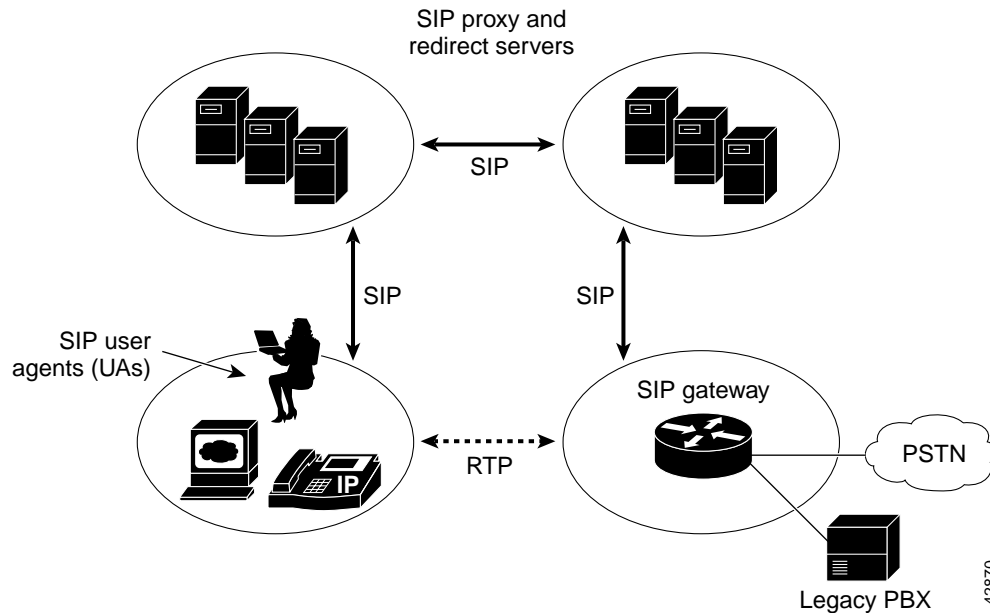 SIP proxy and
redirect servers
SIP
SIP
SIP
SIP user
agents (UAs)
SIP gateway
RTP
IP
PSTN
Legacy PBX